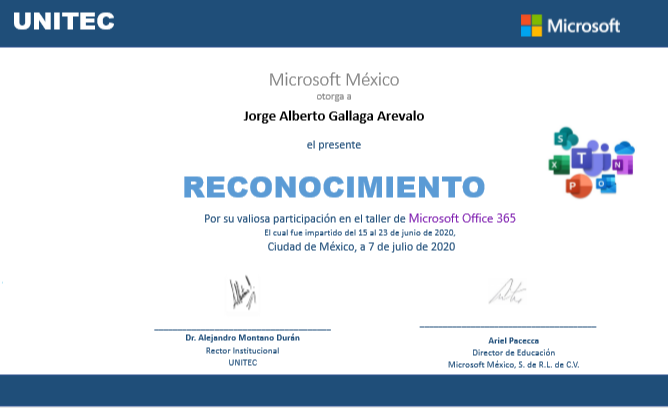 UNITEC
Microsoft
Microsoft México
otorga a
Jorge Alberto Gallaga Arevalo
el presente
RECONOCIMIENTO
Por su valiosa participación en el taller de Microsoft Office 365
El cual fue impartido del 15 al 23 de junio de 2020,
Ciudad de México, a 7 de julio de 2020
S
S
T
N
X
P
O
Dr. Alejandro Montano Durán
Rector Institucional
UNITEC
Ariel Pacecca
Director de Educación
Microsoft México, S. de R.L. de C.V.